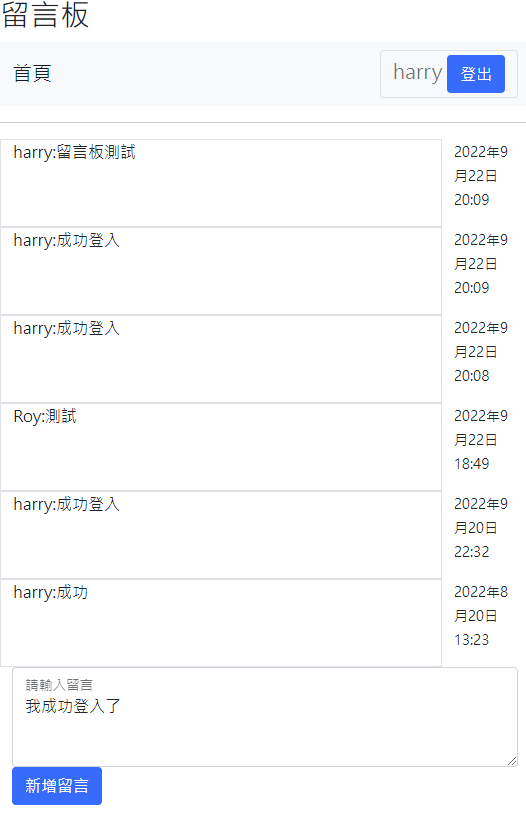 留言板
首頁
harry 登出
harry:留言板測試
2022年9
月22日
20:09
harry:成功登入
2022年9
月22日
20:09
harry:成功登入
2022年9
月22日
20:08
Roy:測試
2022年9
月22日
18:49
harry:成功登入
2022年9
月20日
22:32
harry:成功
2022年8
月20日
13:23
請輸入留言
我成功登入了
新增留言